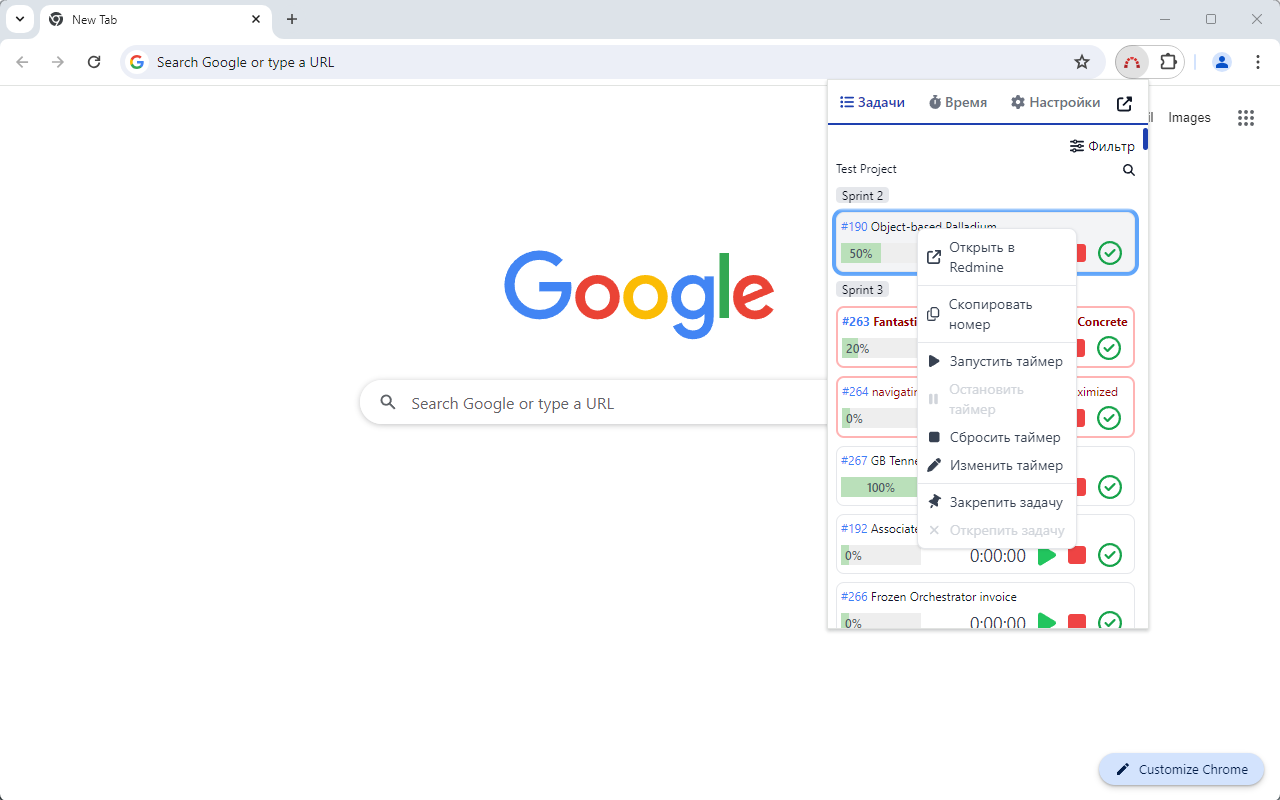 New Tab
Search Google or type a URL
Задачи Время Настройки
Images
Фильтр
Test Project
Sprint 2
#190 Object-based Palladium
50%
Sprint 3
#263 Fantasti Concrete
20%
#264 navigatin ximized
0%
#267 GB Tenne
100%
#192 Associate
0% 0:00:00
#266 Frozen Orchestrator invoice
0% 0:00:00
Открыть в
Redmine
Скопировать
номер
Запустить таймер
Остановить
таймер
Сбросить таймер
Изменить таймер
Закрепить задачу
Открепить задачу
Google
Search Google or type a URL
Customize Chrome